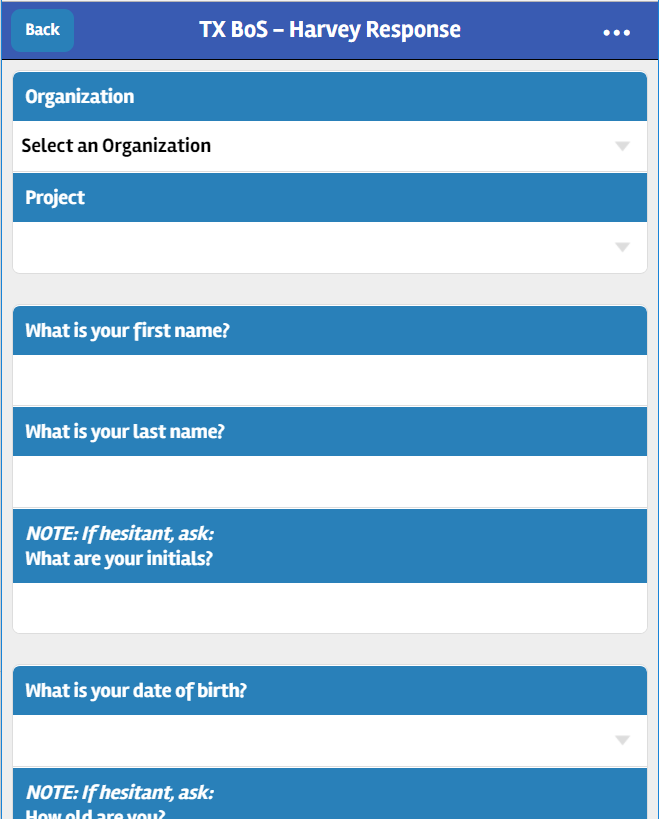 Back
TX BoS – Harvey Response
Organization
Select an Organization
Project
What is your first name?
What is your last name?
NOTE: If hesitant, ask:
What are your initials?
What is your date of birth?
NOTE: If hesitant, ask:
How old are you?